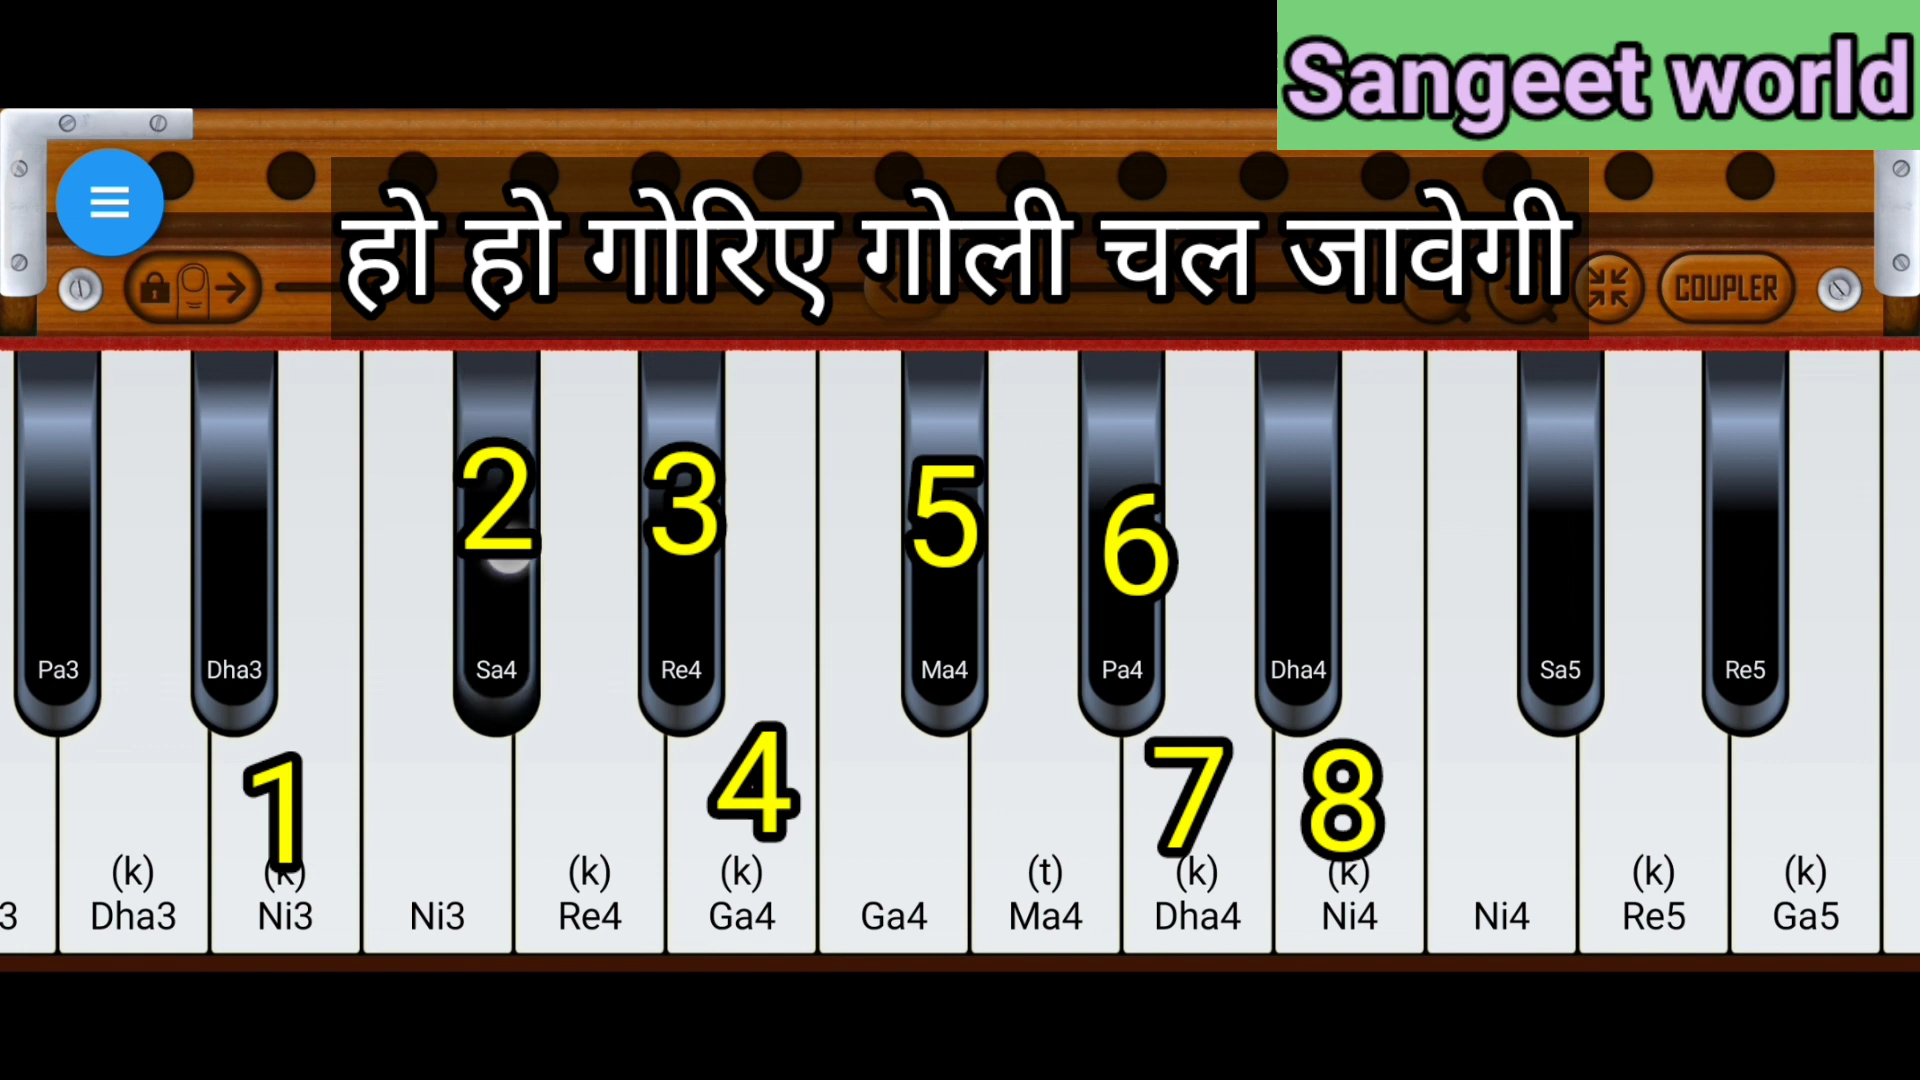 Sangeet world
हो हो गोरिए गोली चल जावेगी
COUPLER
2 3 5 6
Pa3 Dha3 Sa4 Re4 Ma4 Pa4 Dha4 Sa5 Re5
1 4 7 8
(k) (k) (k) (k) (t) (k) (k) (k) (k)
3 Dha3 Ni3 Ni3 Re4 Ga4 Ga4 Ma4 Dha4 Ni4 Ni4 Re5 Ga5